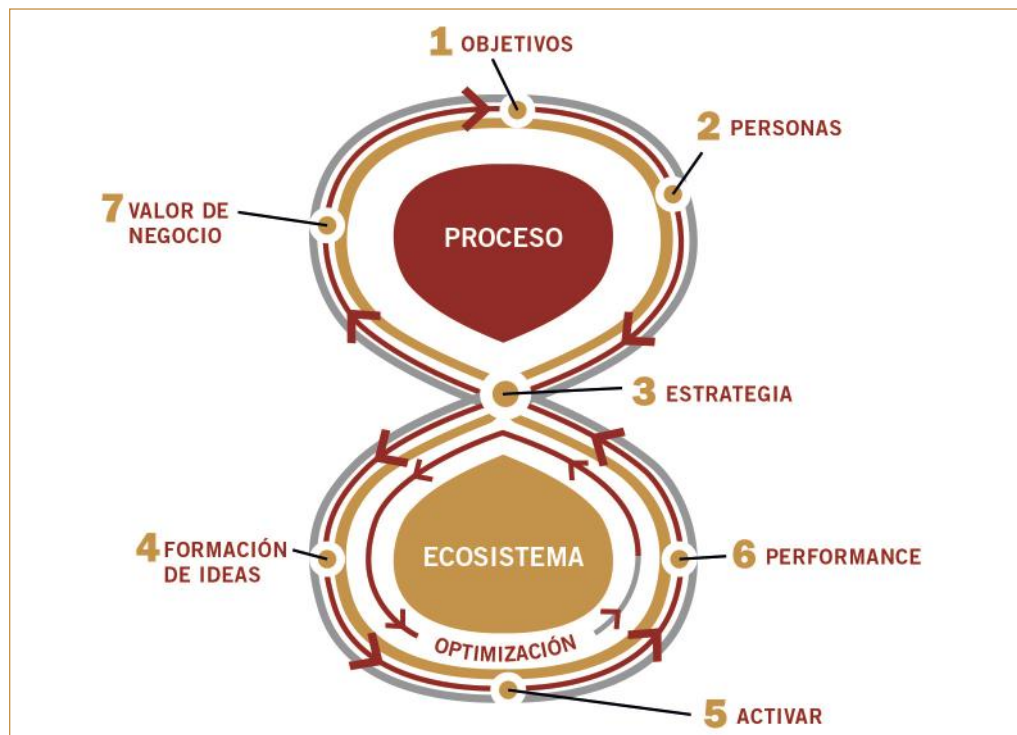 1 OBJETIVOS
2 PERSONAS
7 VALOR DE
NEGOCIO
PROCESO
3 ESTRATEGIA
4 FORMACIÓN
DE IDEAS
ECOSISTEMA
6 PERFORMANCE
OPTIMIZACIÓN
5 ACTIVAR